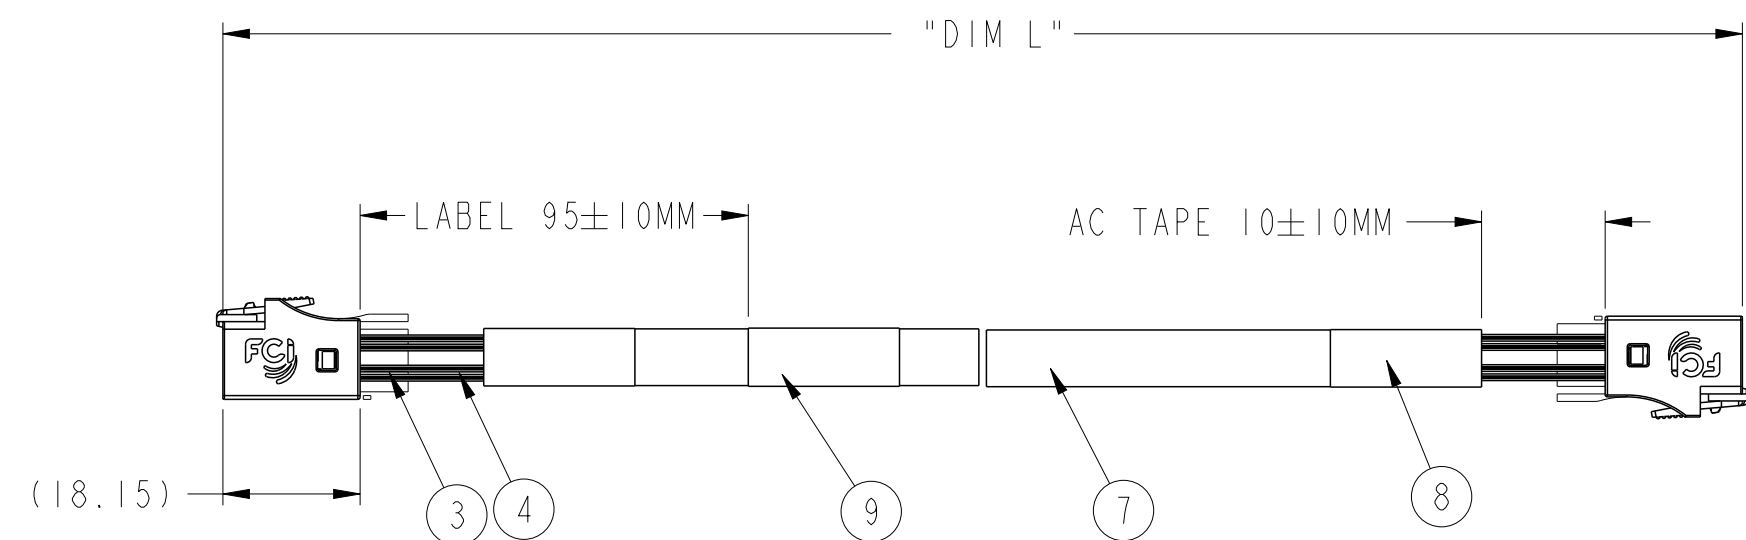 "DIM L"
LABEL 95±10MM
AC TAPE 10±10MM
FCi
FCi
(18.15)
3
4
9
7
8